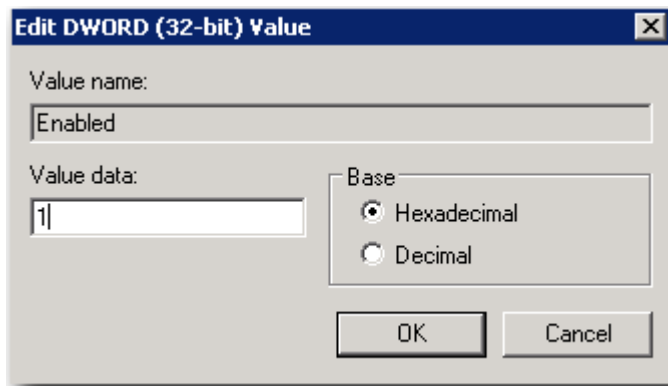 Edit DWORD (32-bit) Value
Value name:
Enabled
Value data:
1
Base
Hexadecimal
Decimal
OK
Cancel